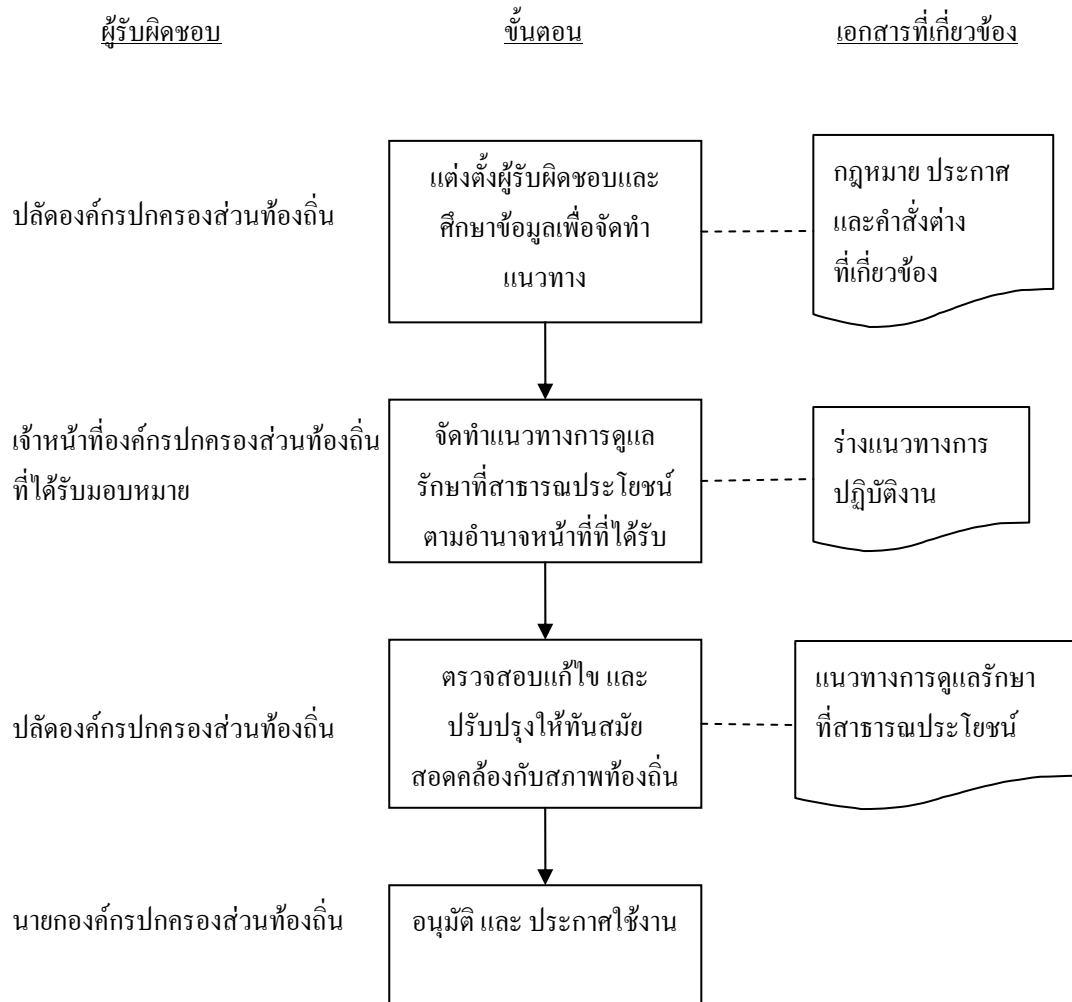 ผู้รับผิดชอบ
ขั้นตอน
เอกสารที่เกี่ยวข้อง
ปลัดองค์กรปกครองส่วนท้องถิ่น
แต่งตั้งผู้รับผิดชอบและ
ศึกษาข้อมูลเพื่อจัดทำ
แนวทาง
กฎหมาย ประกาศ
และคำสั่งต่าง
ที่เกี่ยวข้อง
เจ้าหน้าที่องค์กรปกครองส่วนท้องถิ่น
ที่ได้รับมอบหมาย
จัดทำแนวทางการดูแล
รักษาที่สาธารณประโยชน์
ตามอำนาจหน้าที่ที่ได้รับ
ร่างแนวทางการ
ปฏิบัติงาน
ปลัดองค์กรปกครองส่วนท้องถิ่น
ตรวจสอบแก้ไข และ
ปรับปรุงให้ทันสมัย
สอดคล้องกับสภาพท้องถิ่น
แนวทางการดูแลรักษา
ที่สาธารณประโยชน์
นายกองค์กรปกครองส่วนท้องถิ่น
อนุมัติ และ ประกาศใช้งาน